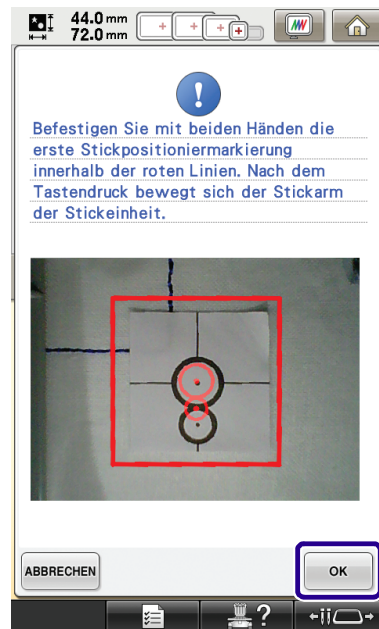 44.0 mm
72.0 mm
Befestigen Sie mit beiden Händen die
erste Stickpositioniermarkierung
innerhalb der roten Linien. Nach dem
Tastendruck bewegt sich der Stickarm
der Stickeinheit.
ABBRECHEN
OK
?